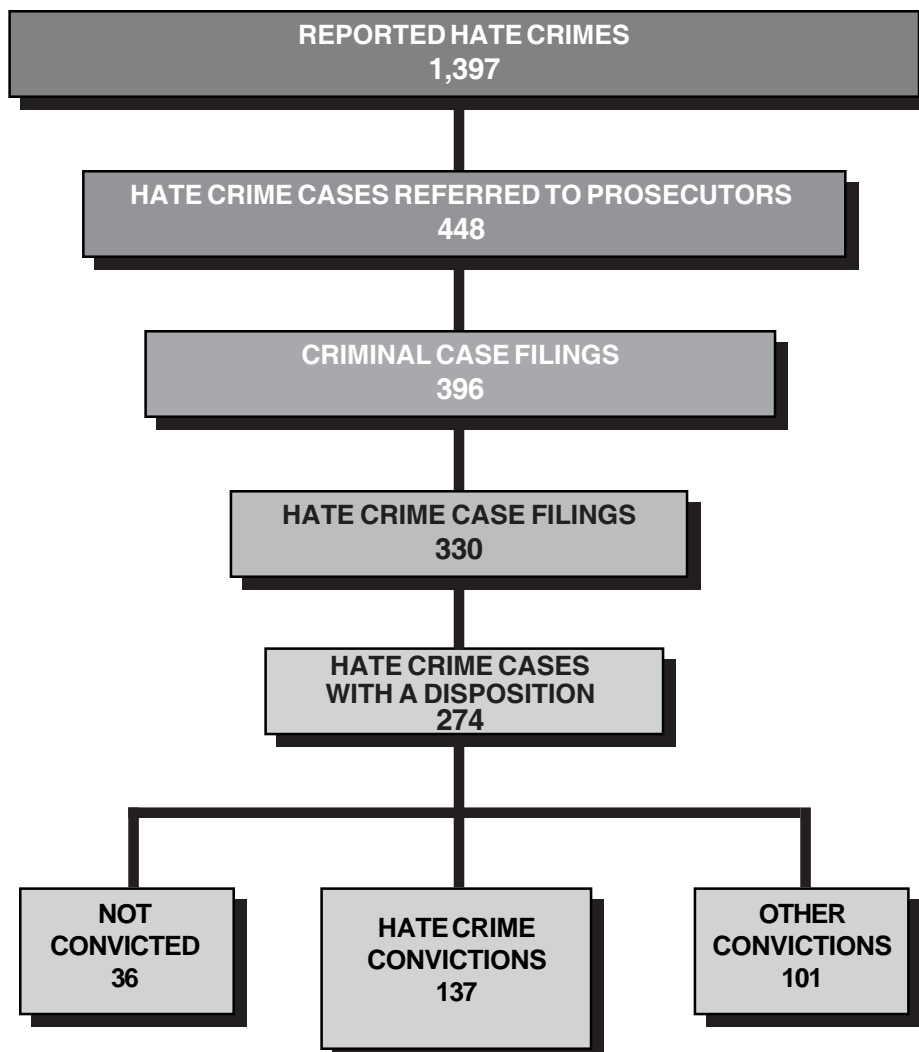 REPORTED HATE CRIMES
1,397
HATE CRIME CASES REFERRED TO PROSECUTORS
448
CRIMINAL CASE FILINGS
396
HATE CRIME CASE FILINGS
330
HATE CRIME CASES
WITH A DISPOSITION
274
NOT
CONVICTED
36
HATE CRIME
CONVICTIONS
137
OTHER
CONVICTIONS
101